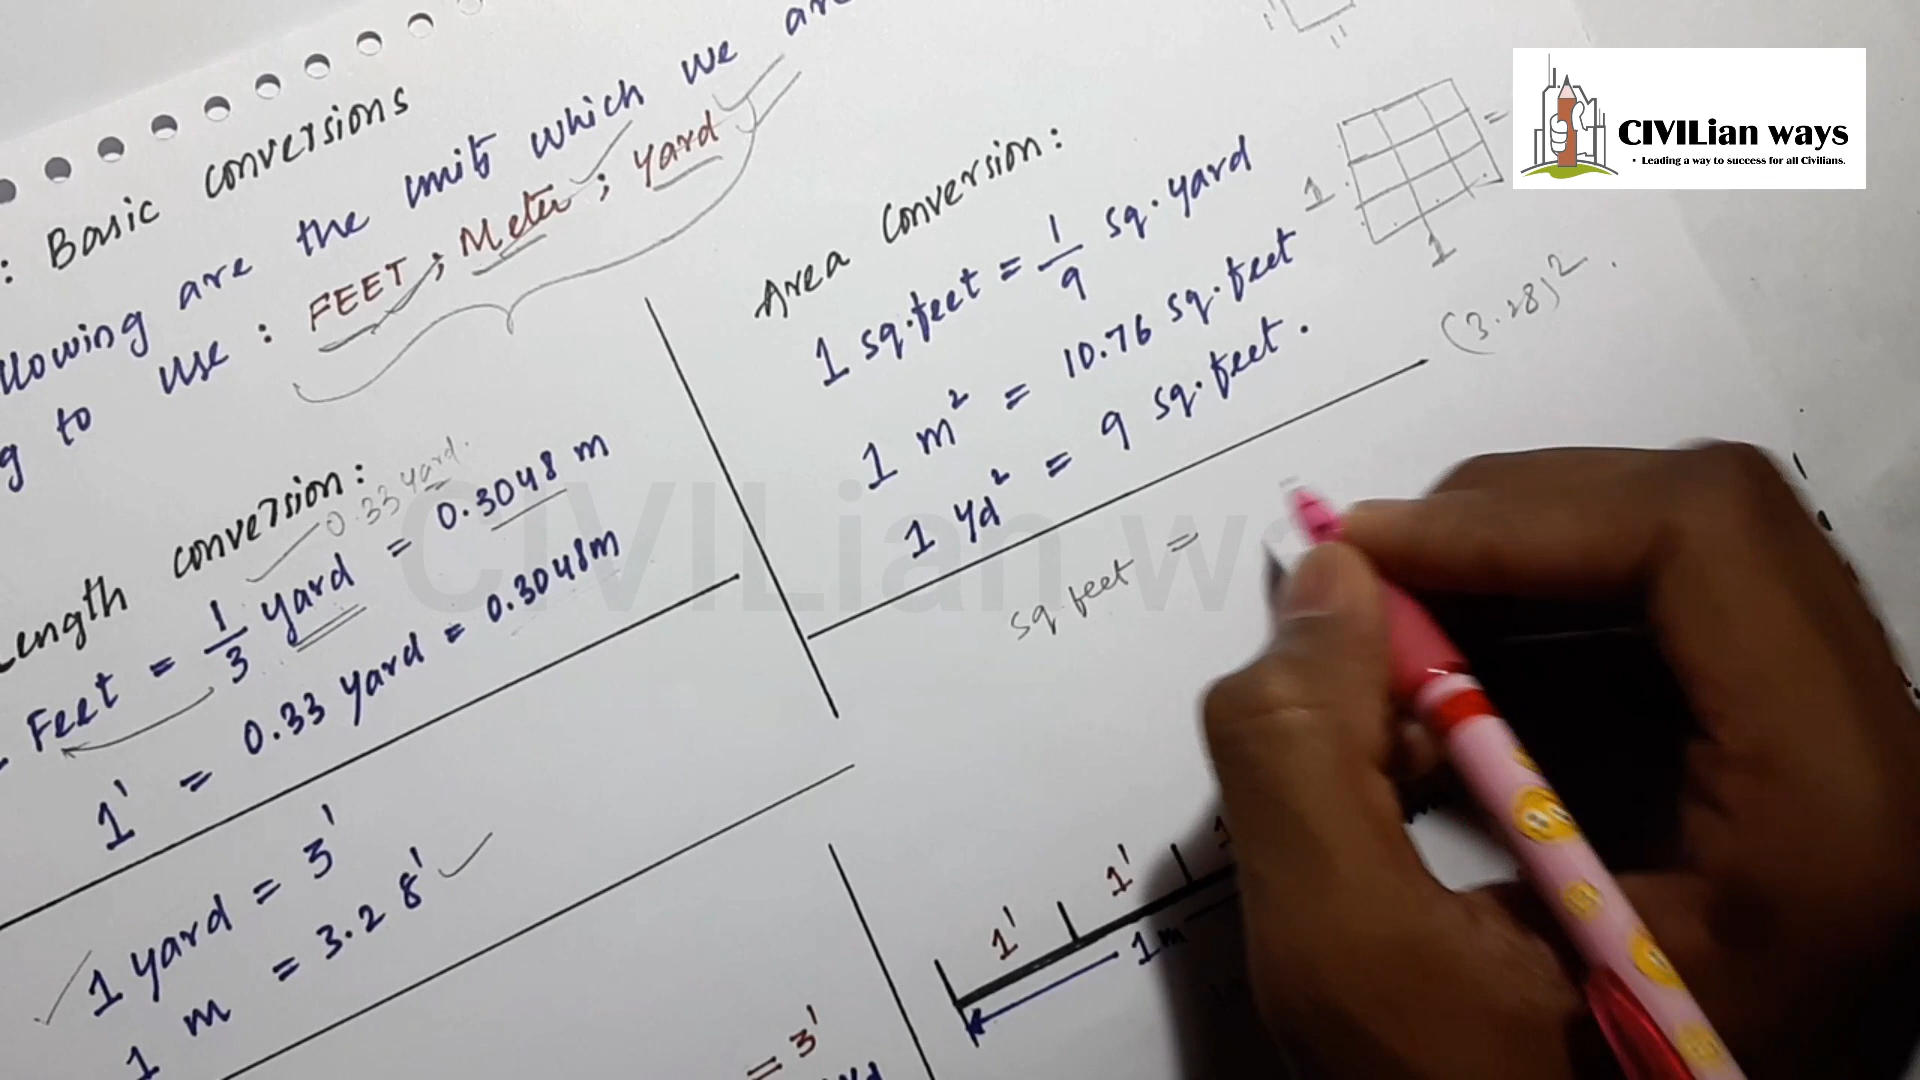 : Basic conversions
llowing are the units which we are
g to use : FEET ; Meter ; yard
Length conversion:
0.33 yard.
Feet = 1/3 yard = 0.3048 m
1' = 0.33 yard = 0.3048m
1 yard = 3'
1 m = 3.28'
Area Conversion:
1 sq.feet = 1/9 sq.yard
1 m² = 10.76 sq.feet
1 yd² = 9 sq.feet.
1
1
=
(3.28)².
sq.feet =
1' 1' 1
1m
= 3'
1' 1'
CIVILian ways
• Leading a way to success for all Civilians.
CIVILian wa